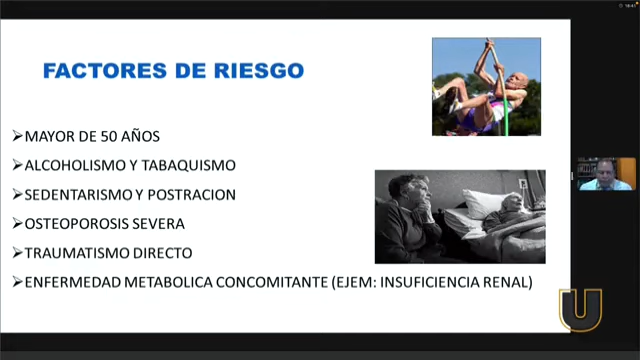 FACTORES DE RIESGO
➢MAYOR DE 50 AÑOS
➢ALCOHOLISMO Y TABAQUISMO
➢SEDENTARISMO Y POSTRACION
➢OSTEOPOROSIS SEVERA
➢TRAUMATISMO DIRECTO
➢ENFERMEDAD METABOLICA CONCOMITANTE (EJEM: INSUFICIENCIA RENAL)
U